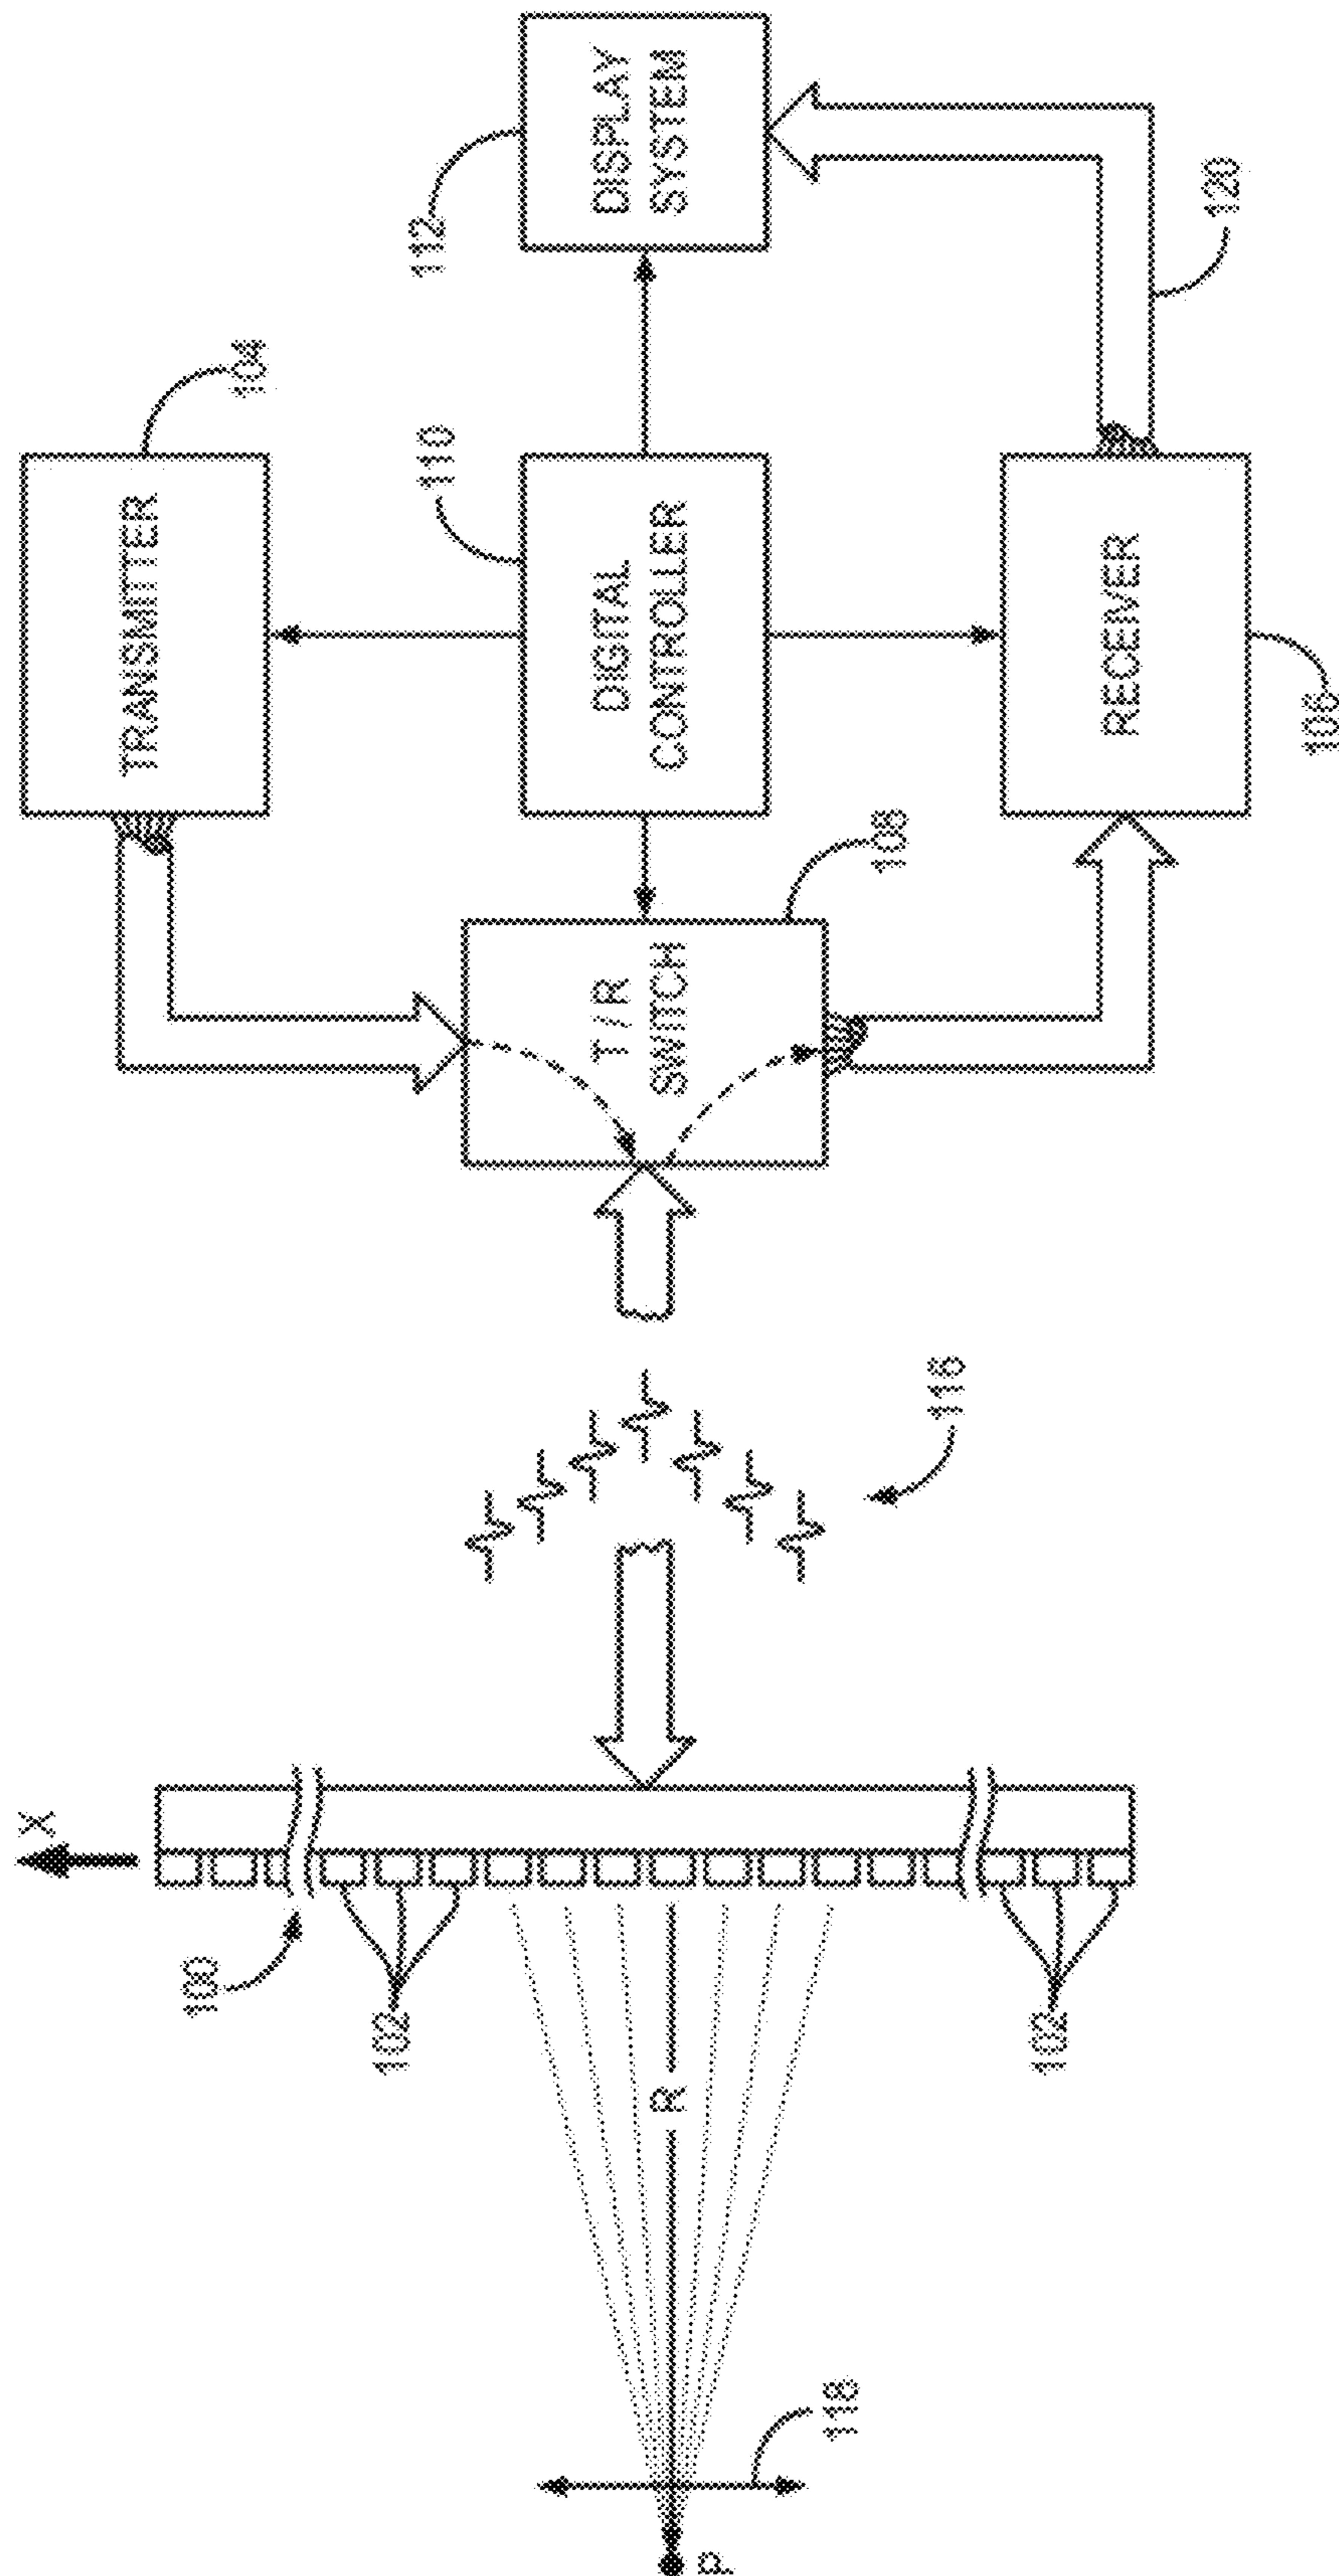 X
TRANSMITTER
100
104
102
112
110
T / R
SWITCH
DIGITAL
CONTROLLER
DISPLAY
SYSTEM
R
P
118
108
116
102
RECEIVER
120
106